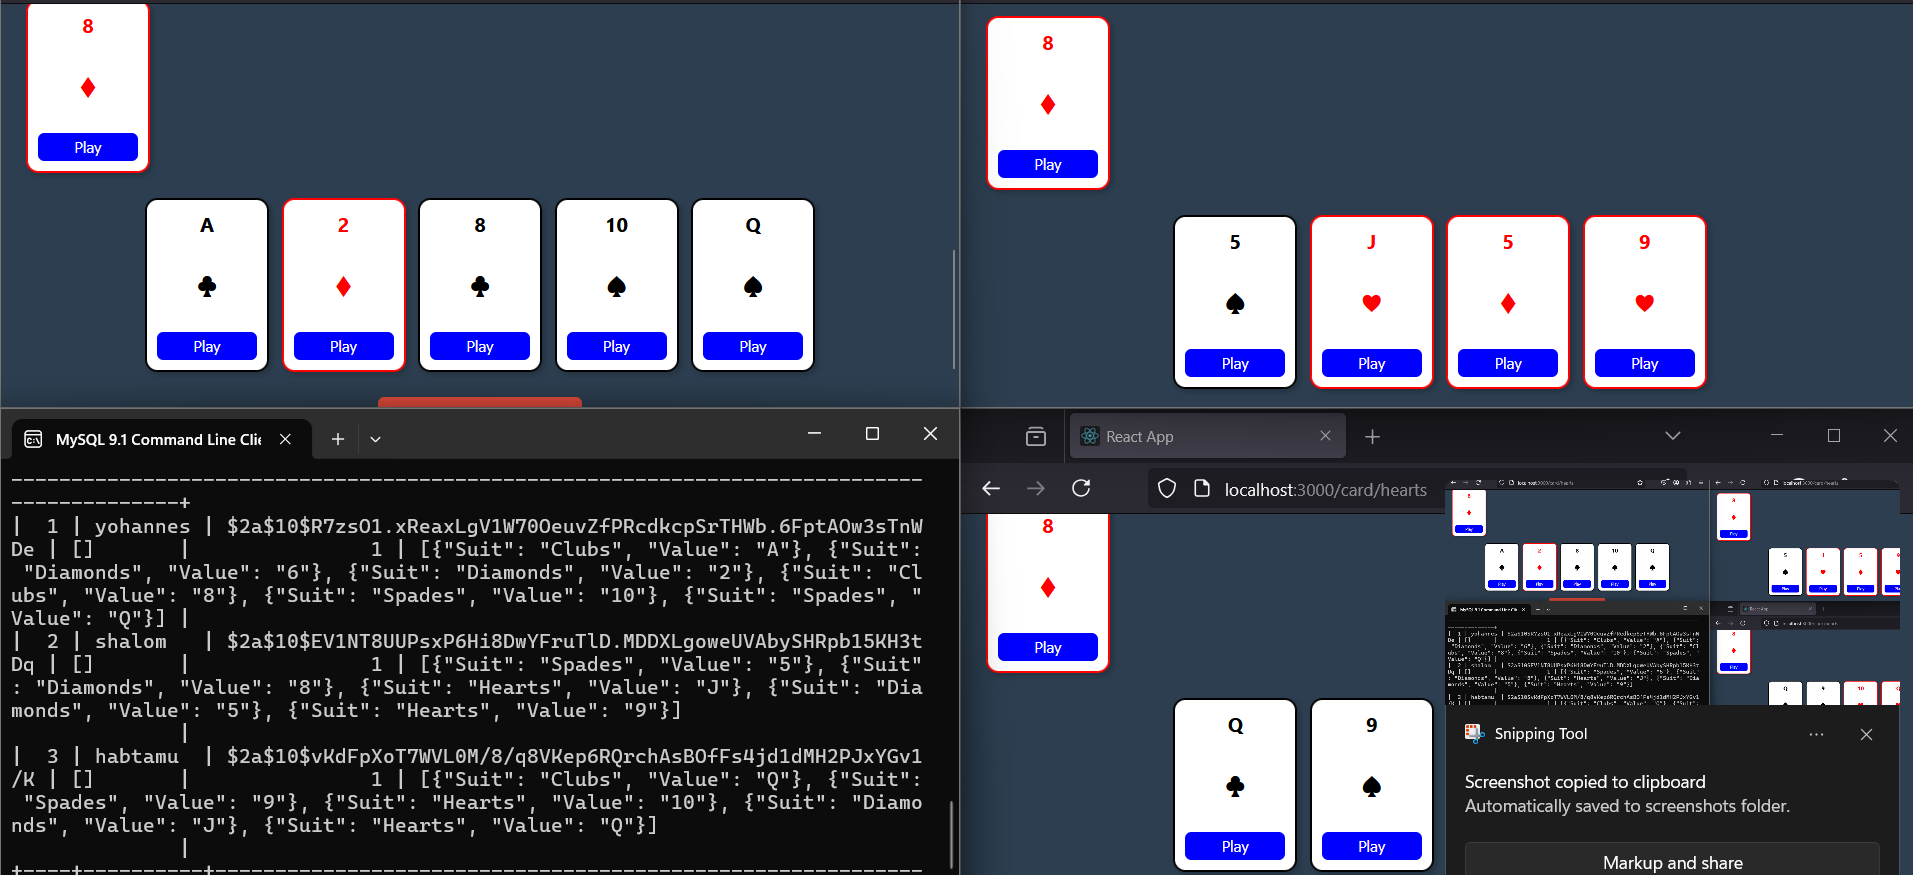 8
♦
Play
A
♣
Play
2
♦
Play
8
♣
Play
10
♠
Play
Q
♠
Play
8
♦
Play
5
♠
Play
J
♥
Play
5
♦
Play
9
♥
Play
MySQL 9.1 Command Line Clie
--------------+
| 1 | yohannes | $2a$10$R7zsO1.xReaxLgV1W70OeuvZfPRcdkcpSrTHWb.6FptAOw3sTnW
De | [] | 1 | [{"Suit": "Clubs", "Value": "A"}, {"Suit":
"Diamonds", "Value": "6"}, {"Suit": "Diamonds", "Value": "2"}, {"Suit": "Cl
ubs", "Value": "8"}, {"Suit": "Spades", "Value": "10"}, {"Suit": "Spades", "
Value": "Q"}] |
| 2 | shalom | $2a$10$EV1NT8UUPsxP6Hi8DwYFruTlD.MDDXLgoweUVAbySHRpb15KH3t
Dq | [] | 1 | [{"Suit": "Spades", "Value": "5"}, {"Suit"
: "Diamonds", "Value": "8"}, {"Suit": "Hearts", "Value": "J"}, {"Suit": "Dia
monds", "Value": "5"}, {"Suit": "Hearts", "Value": "9"}]
|
| 3 | habtamu | $2a$10$vKdFpXoT7WVL0M/8/q8VKep6RQrchAsBOfFs4jd1dMH2PJxYGv1
/K | [] | 1 | [{"Suit": "Clubs", "Value": "Q"}, {"Suit":
"Spades", "Value": "9"}, {"Suit": "Hearts", "Value": "10"}, {"Suit": "Diamo
nds", "Value": "J"}, {"Suit": "Hearts", "Value": "Q"}]
|
React App
localhost:3000/card/hearts
8
♦
Play
Q
♣
Play
9
♠
Play
Snipping Tool
Screenshot copied to clipboard
Automatically saved to screenshots folder.
Markup and share